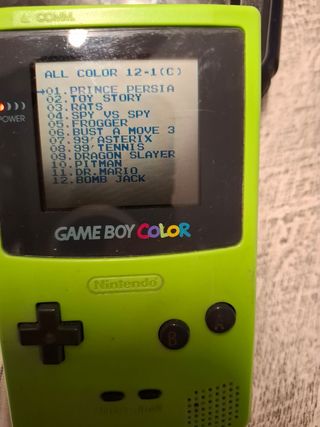 COMM.
POWER
ALL COLOR 12-1(C)
01.PRINCE PERSIA
02.TOY STORY
03.RATS
04.SPY VS SPY
05.FROGGER
06.BUST A MOVE 3
07.99'ASTERIX
08.99'TENNIS
09.DRAGON SLAYER
10.PITMAN
11.DR.MARIO
12.BOMB JACK
GAME BOY COLOR
Nintendo
A
B